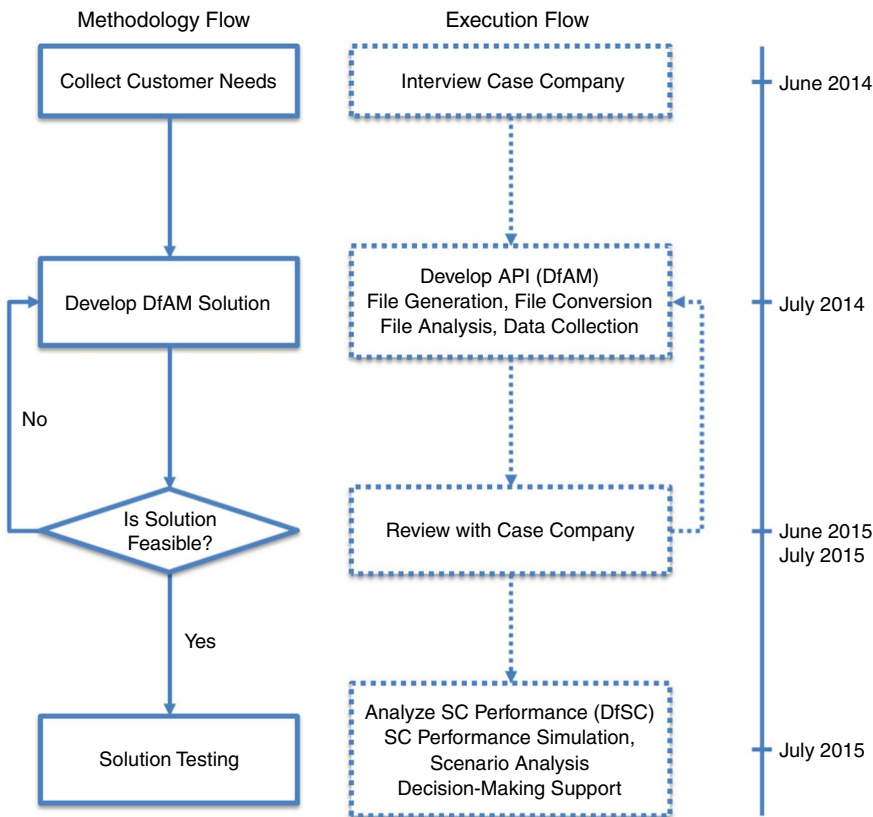 Methodology Flow
Execution Flow
Collect Customer Needs
Interview Case Company
June 2014
Develop DfAM Solution
Develop API (DfAM)
File Generation, File Conversion
File Analysis, Data Collection
July 2014
No
Is Solution
Feasible?
Review with Case Company
June 2015
July 2015
Yes
Solution Testing
Analyze SC Performance (DfSC)
SC Performance Simulation,
Scenario Analysis
Decision-Making Support
July 2015